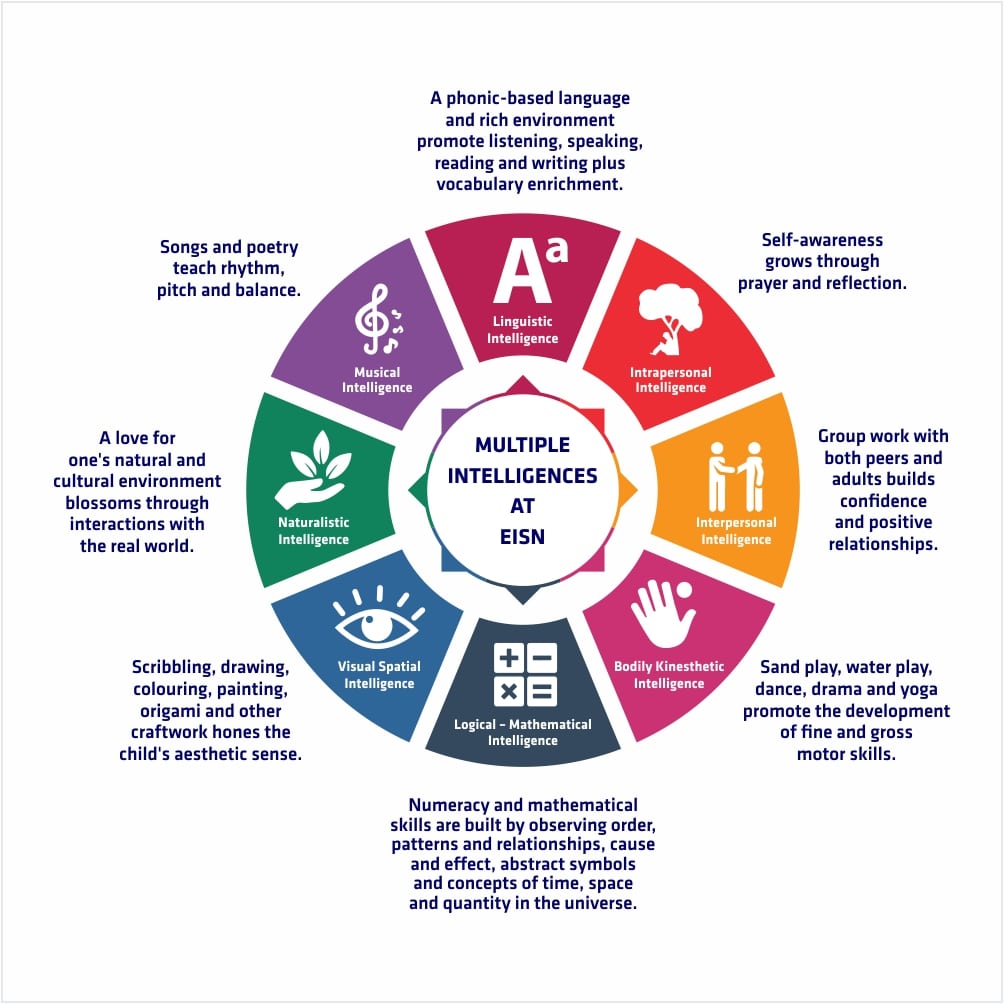 A phonic-based language
and rich environment
promote listening, speaking,
reading and writing plus
vocabulary enrichment.
Aa
Linguistic
Intelligence
Self-awareness
grows through
prayer and reflection.
Intrapersonal
Intelligence
Group work with
both peers and
adults builds
confidence
and positive
relationships.
Interpersonal
Intelligence
Sand play, water play,
dance, drama and yoga
promote the development
of fine and gross
motor skills.
Bodily Kinesthetic
Intelligence
+ −
× =
Logical – Mathematical
Intelligence
Numeracy and mathematical
skills are built by observing order,
patterns and relationships, cause
and effect, abstract symbols
and concepts of time, space
and quantity in the universe.
Visual Spatial
Intelligence
Scribbling, drawing,
colouring, painting,
origami and other
craftwork hones the
child's aesthetic sense.
Naturalistic
Intelligence
A love for
one's natural and
cultural environment
blossoms through
interactions with
the real world.
Musical
Intelligence
Songs and poetry
teach rhythm,
pitch and balance.
MULTIPLE
INTELLIGENCES
AT
EISN